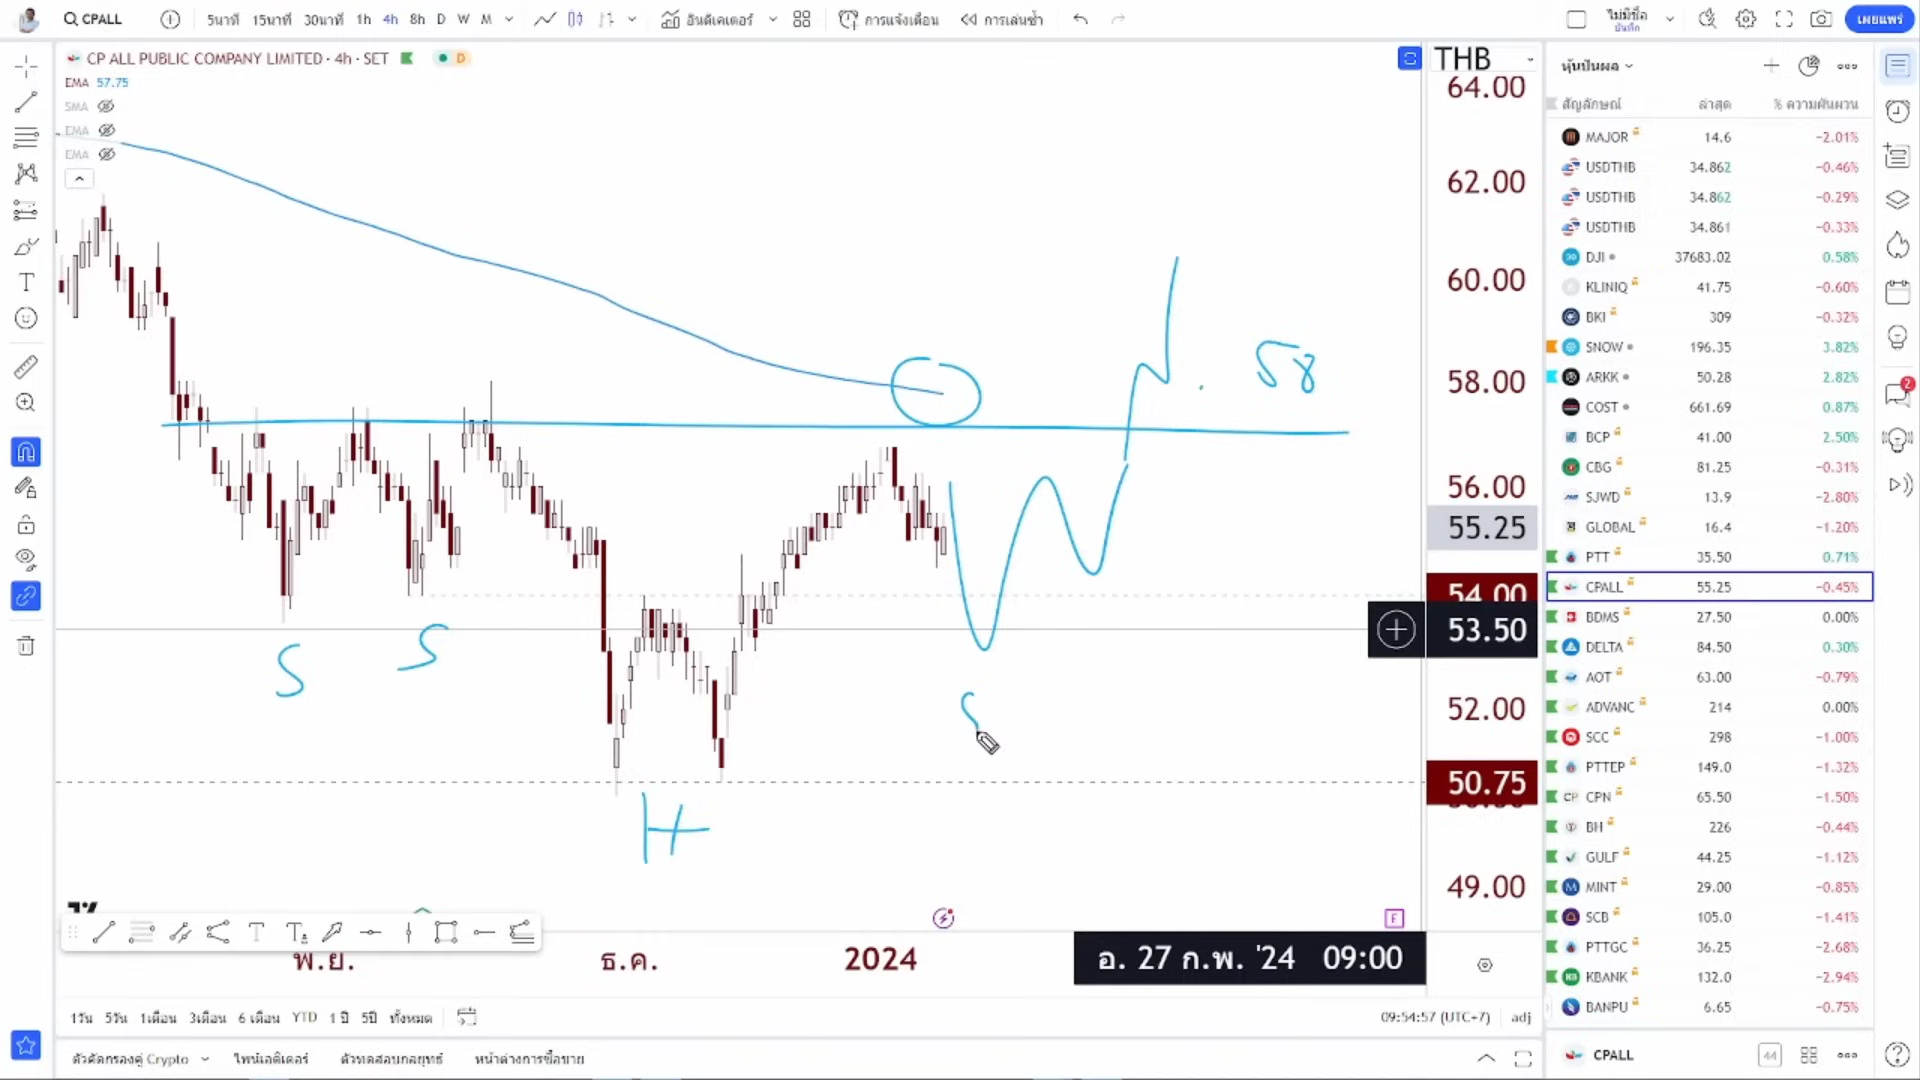 CPALL 5นาที 15นาที 30นาที 1h 4h 8h D W M อินดิเคเตอร์ การแจ้งเตือน การเล่นซ้ำ ไม่มีชื่อ บันทึก เผยแพร่
CP ALL PUBLIC COMPANY LIMITED · 4h · SET D
EMA 57.75
SMA
EMA
EMA
THB
64.00
62.00
60.00
58.00
56.00
55.25
54.00
53.50
52.00
50.75
49.00
58
S S
H
พ.ย. ธ.ค. 2024 อ. 27 ก.พ. '24 09:00
1วัน 5วัน 1เดือน 3เดือน 6 เดือน YTD 1 ปี 5ปี ทั้งหมด 09:54:57 (UTC+7) adj
ตัวคัดกรองคู่ Crypto ไพน์เอดิเตอร์ ตัวทดสอบกลยุทธ์ หน้าต่างการซื้อขาย
หุ้นปันผล
สัญลักษณ์ ล่าสุด % ความผันผวน
MAJOR 14.6 −2.01%
USDTHB 34.862 −0.46%
USDTHB 34.862 −0.29%
USDTHB 34.861 −0.33%
DJI 37683.02 0.58%
KLINIQ 41.75 −0.60%
BKI 309 −0.32%
SNOW 196.35 3.82%
ARKK 50.28 2.82%
COST 661.69 0.87%
BCP 41.00 2.50%
CBG 81.25 −0.31%
SJWD 13.9 −2.80%
GLOBAL 16.4 −1.20%
PTT 35.50 0.71%
CPALL 55.25 −0.45%
BDMS 27.50 0.00%
DELTA 84.50 0.30%
AOT 63.00 −0.79%
ADVANC 214 0.00%
SCC 298 −1.00%
PTTEP 149.0 −1.32%
CPN 65.50 −1.50%
BH 226 −0.44%
GULF 44.25 −1.12%
MINT 29.00 −0.85%
SCB 105.0 −1.41%
PTTGC 36.25 −2.68%
KBANK 132.0 −2.94%
BANPU 6.65 −0.75%
CPALL 44
2